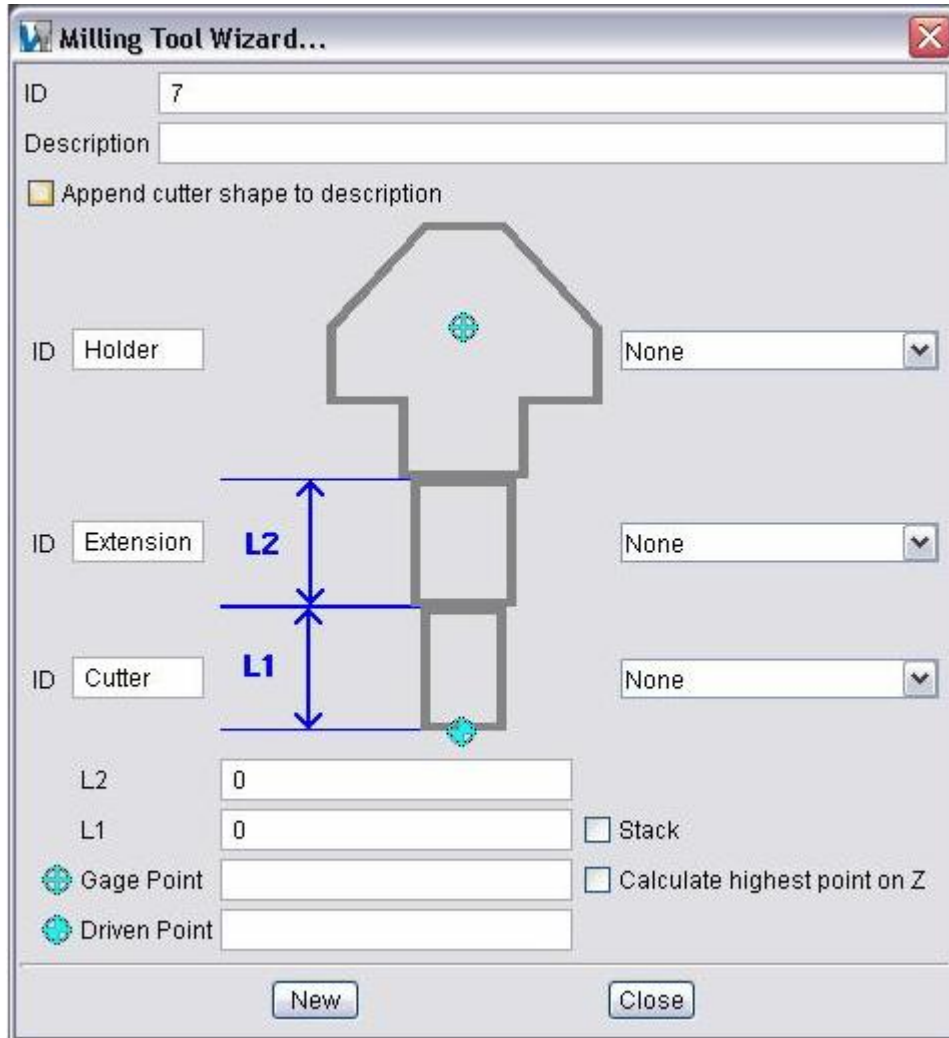 Milling Tool Wizard...
ID 7
Description
Append cutter shape to description
ID Holder None
ID Extension L2 None
ID Cutter L1 None
L2 0
L1 0 Stack
Gage Point Calculate highest point on Z
Driven Point
New Close